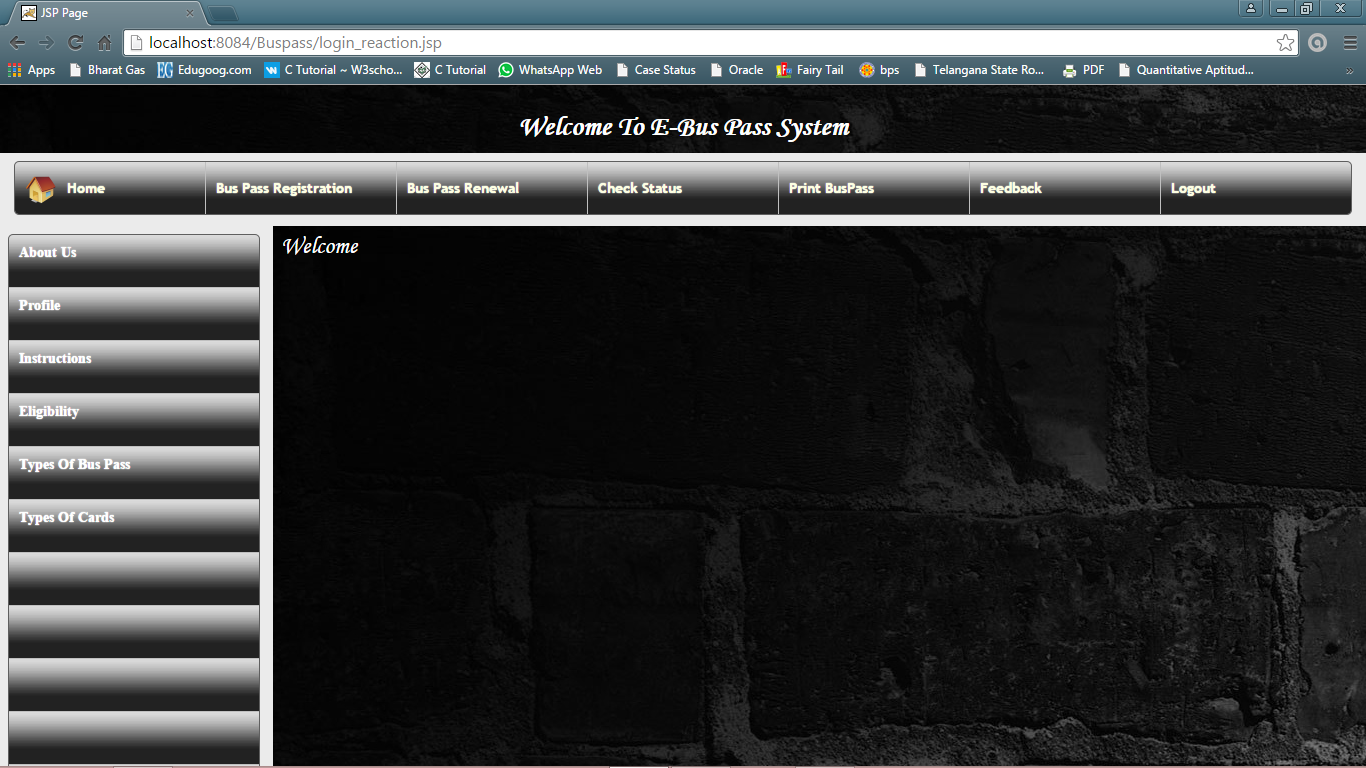 JSP Page
localhost:8084/Buspass/login_reaction.jsp
Apps Bharat Gas EG Edugoog.com W C Tutorial ~ W3scho... C Tutorial WhatsApp Web Case Status Oracle Fairy Tail bps Telangana State Ro... PDF Quantitative Aptitud... »
Welcome To E-Bus Pass System
Home Bus Pass Registration Bus Pass Renewal Check Status Print BusPass Feedback Logout
Welcome
About Us
Profile
Instructions
Eligibility
Types Of Bus Pass
Types Of Cards